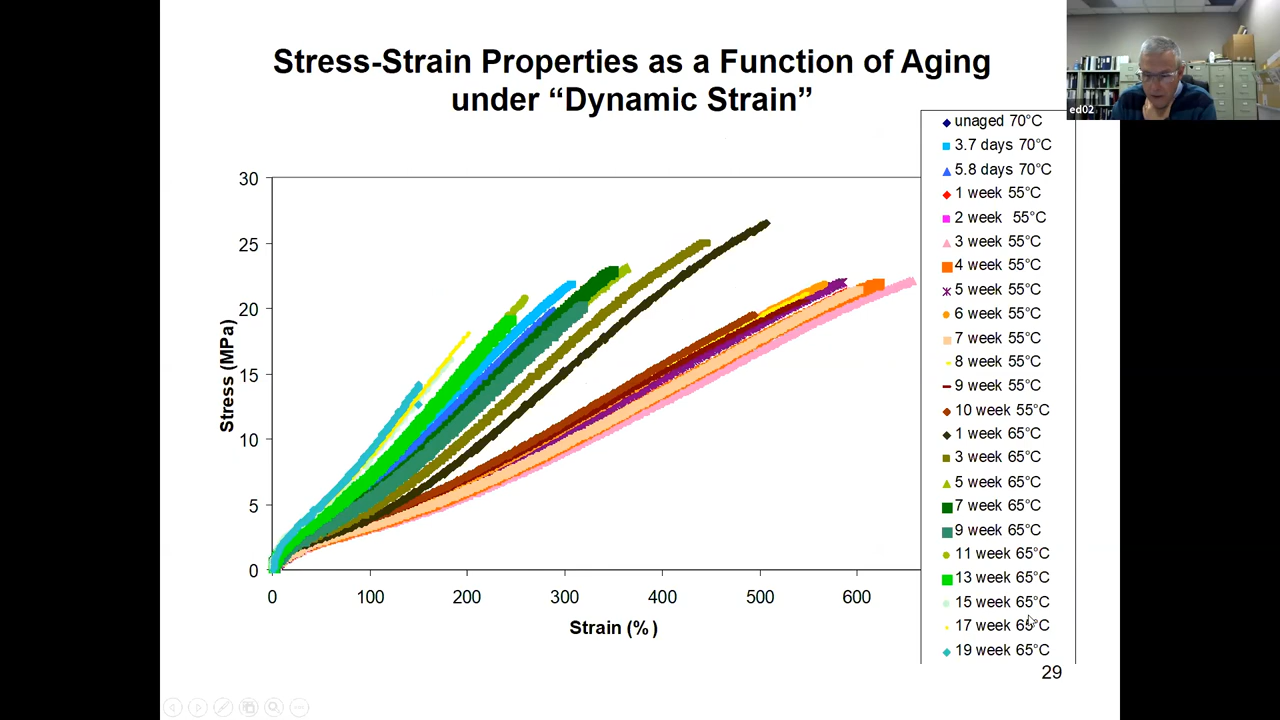 Stress-Strain Properties as a Function of Aging
under “Dynamic Strain”
ed02
unaged 70°C
3.7 days 70°C
5.8 days 70°C
1 week 55°C
2 week 55°C
3 week 55°C
4 week 55°C
5 week 55°C
6 week 55°C
7 week 55°C
8 week 55°C
9 week 55°C
10 week 55°C
1 week 65°C
3 week 65°C
5 week 65°C
7 week 65°C
9 week 65°C
11 week 65°C
13 week 65°C
15 week 65°C
17 week 65°C
19 week 65°C
30
25
20
15
10
5
0
Stress (MPa)
0 100 200 300 400 500 600
Strain (%)
29